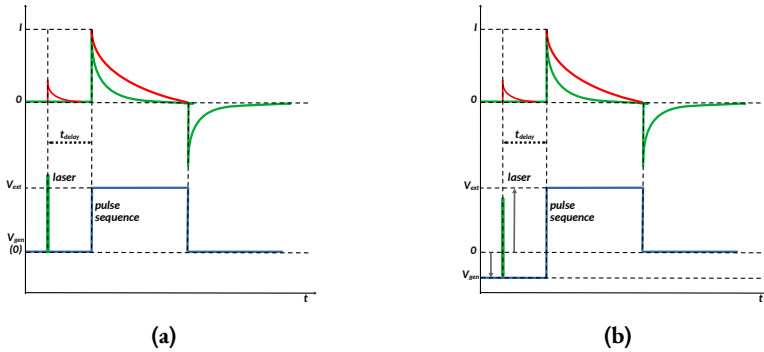 I
0
t_delay
laser
V_ext
pulse
sequence
V_gen
(0)
t
(a)
I
0
t_delay
laser
V_ext
pulse
sequence
0
V_gen
t
(b)